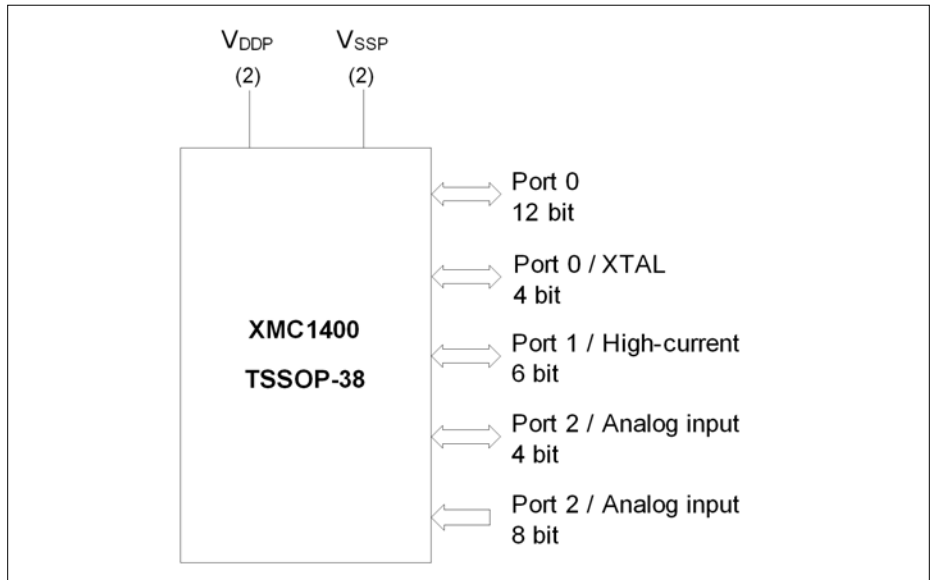 VDDP VSSP
(2) (2)
Port 0
12 bit
Port 0 / XTAL
4 bit
XMC1400
Port 1 / High-current
6 bit
TSSOP-38
Port 2 / Analog input
4 bit
Port 2 / Analog input
8 bit